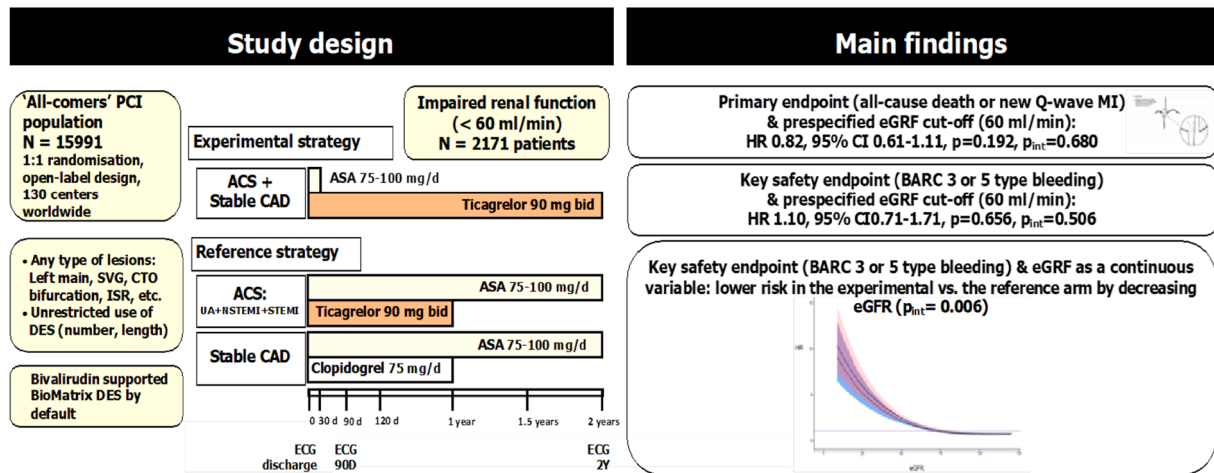 Study design
Main findings
‘All-comers’ PCI
population
N = 15991
1:1 randomisation,
open-label design,
130 centers
worldwide
• Any type of lesions:
Left main, SVG, CTO
bifurcation, ISR, etc.
• Unrestricted use of
DES (number, length)
Bivalirudin supported
BioMatrix DES by
default
Impaired renal function
(< 60 ml/min)
N = 2171 patients
Experimental strategy
ACS +
Stable CAD
ASA 75-100 mg/d
Ticagrelor 90 mg bid
Reference strategy
ACS:
UA+NSTEMI+STEMI
ASA 75-100 mg/d
Ticagrelor 90 mg bid
Stable CAD
ASA 75-100 mg/d
Clopidogrel 75 mg/d
0 30 d 90 d 120 d 1 year 1.5 years 2 years
ECG ECG ECG
discharge 90D 2Y
Primary endpoint (all-cause death or new Q-wave MI)
& prespecified eGRF cut-off (60 ml/min):
HR 0.82, 95% CI 0.61-1.11, p=0.192, pint=0.680
Key safety endpoint (BARC 3 or 5 type bleeding)
& prespecified eGRF cut-off (60 ml/min):
HR 1.10, 95% CI0.71-1.71, p=0.656, pint=0.506
Key safety endpoint (BARC 3 or 5 type bleeding) & eGRF as a continuous
variable: lower risk in the experimental vs. the reference arm by decreasing
eGFR (pint= 0.006)
HR
eGFR